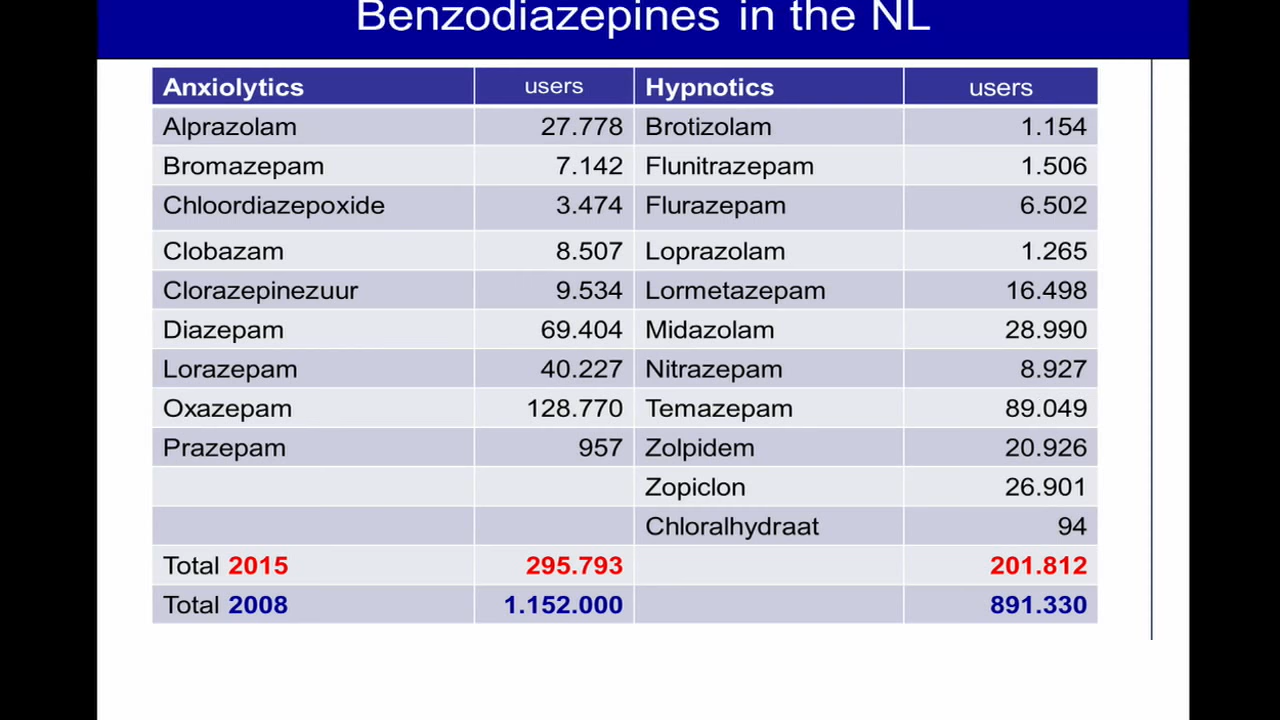 Benzodiazepines in the NL
Anxiolytics users Hypnotics users
Alprazolam 27.778 Brotizolam 1.154
Bromazepam 7.142 Flunitrazepam 1.506
Chloordiazepoxide 3.474 Flurazepam 6.502
Clobazam 8.507 Loprazolam 1.265
Clorazepinezuur 9.534 Lormetazepam 16.498
Diazepam 69.404 Midazolam 28.990
Lorazepam 40.227 Nitrazepam 8.927
Oxazepam 128.770 Temazepam 89.049
Prazepam 957 Zolpidem 20.926
Zopiclon 26.901
Chloralhydraat 94
Total 2015 295.793 201.812
Total 2008 1.152.000 891.330